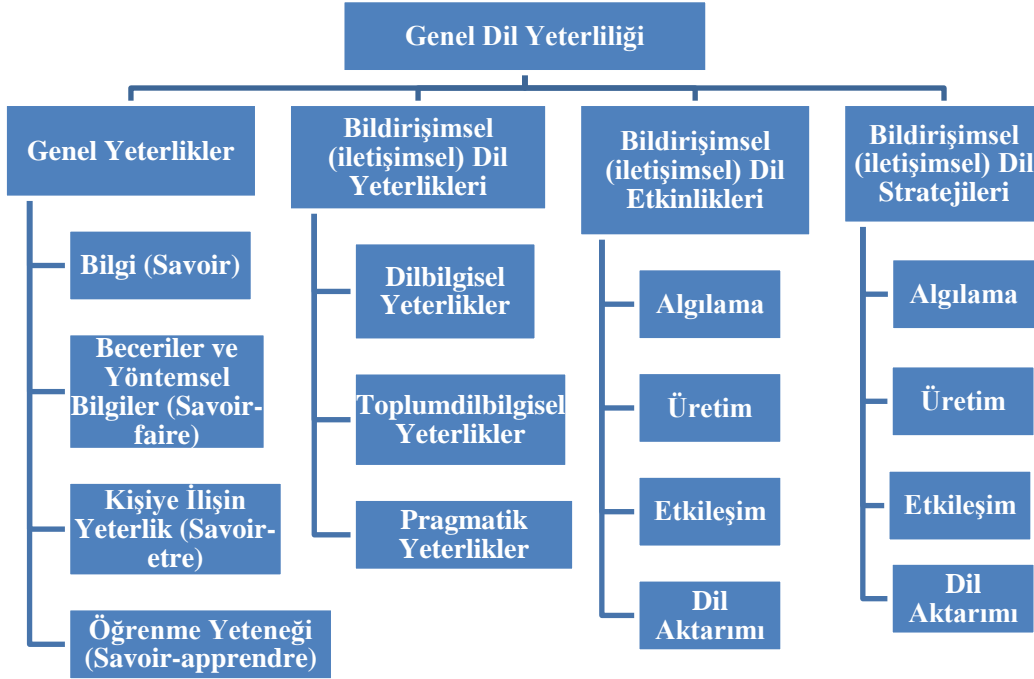 Genel Dil Yeterliliği
Genel Yeterlikler
Bilgi (Savoir)
Beceriler ve
Yöntemsel
Bilgiler (Savoir-
faire)
Kişiye İlişin
Yeterlik (Savoir-
etre)
Öğrenme Yeteneği
(Savoir-apprendre)
Bildirişimsel
(iletişimsel) Dil
Yeterlikleri
Dilbilgisel
Yeterlikler
Toplumdilbilgisel
Yeterlikler
Pragmatik
Yeterlikler
Bildirişimsel
(iletişimsel) Dil
Etkinlikleri
Algılama
Üretim
Etkileşim
Dil
Aktarımı
Bildirişimsel
(iletişimsel) Dil
Stratejileri
Algılama
Üretim
Etkileşim
Dil
Aktarımı